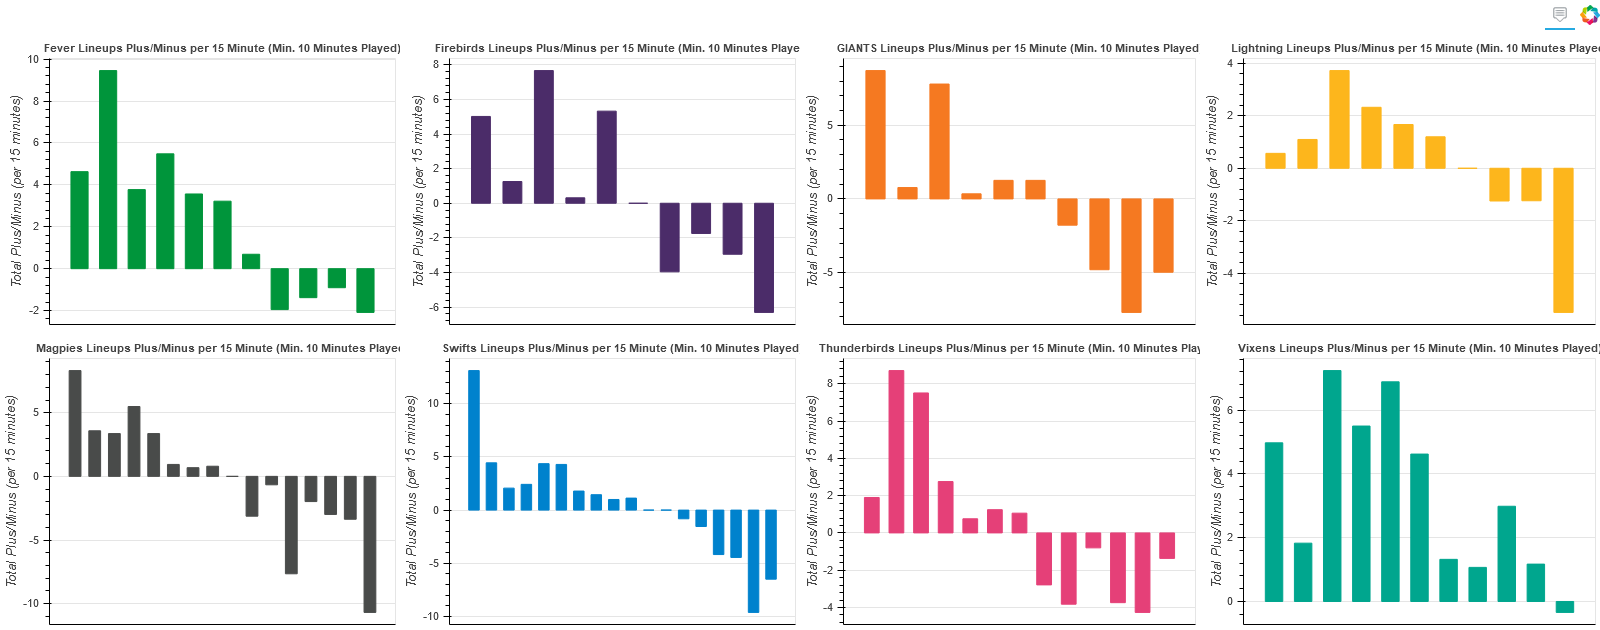 Fever Lineups Plus/Minus per 15 Minute (Min. 10 Minutes Played)
Total Plus/Minus (per 15 minutes)
10
8
6
4
2
0
-2
Firebirds Lineups Plus/Minus per 15 Minute (Min. 10 Minutes Playe
Total Plus/Minus (per 15 minutes)
8
6
4
2
0
-2
-4
-6
GIANTS Lineups Plus/Minus per 15 Minute (Min. 10 Minutes Played
Total Plus/Minus (per 15 minutes)
5
0
-5
Lightning Lineups Plus/Minus per 15 Minute (Min. 10 Minutes Playe
Total Plus/Minus (per 15 minutes)
4
2
0
-2
-4
Magpies Lineups Plus/Minus per 15 Minute (Min. 10 Minutes Played
Total Plus/Minus (per 15 minutes)
5
0
-5
-10
Swifts Lineups Plus/Minus per 15 Minute (Min. 10 Minutes Played
Total Plus/Minus (per 15 minutes)
10
5
0
-5
-10
Thunderbirds Lineups Plus/Minus per 15 Minute (Min. 10 Minutes Play
Total Plus/Minus (per 15 minutes)
8
6
4
2
0
-2
-4
Vixens Lineups Plus/Minus per 15 Minute (Min. 10 Minutes Played)
Total Plus/Minus (per 15 minutes)
6
4
2
0